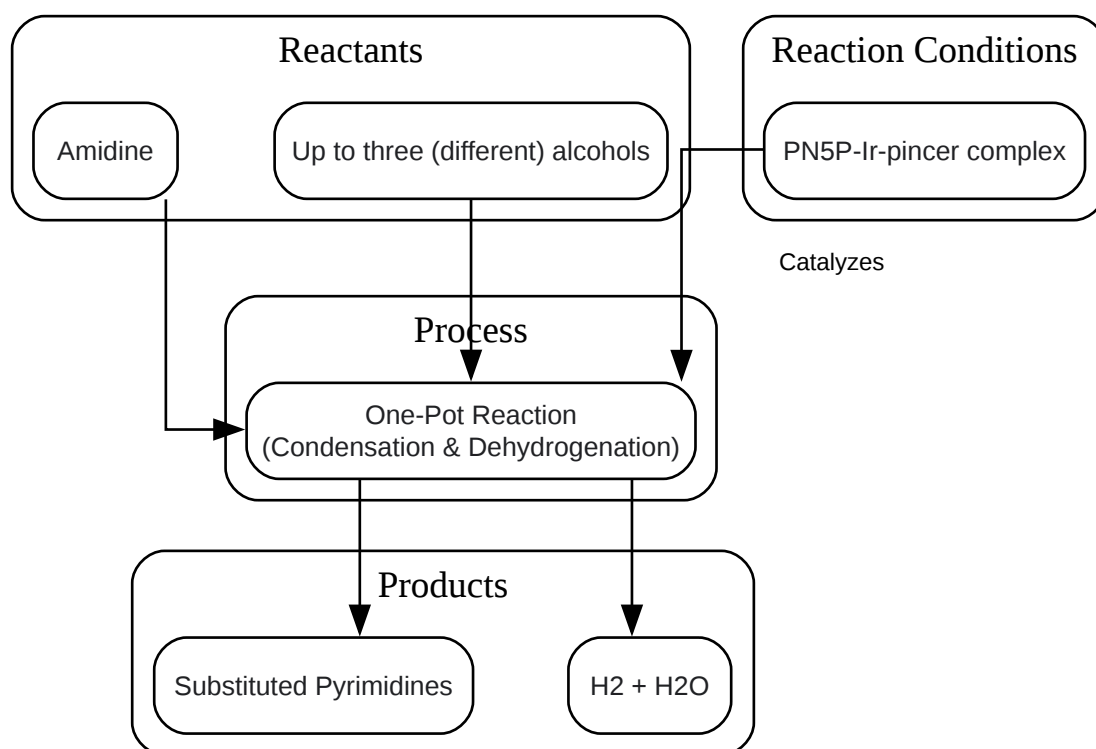 Reactants
Reaction Conditions
Amidine
Up to three (different) alcohols
PN5P-Ir-pincer complex
Catalyzes
Process
One-Pot Reaction
(Condensation & Dehydrogenation)
Products
Substituted Pyrimidines
H2 + H2O